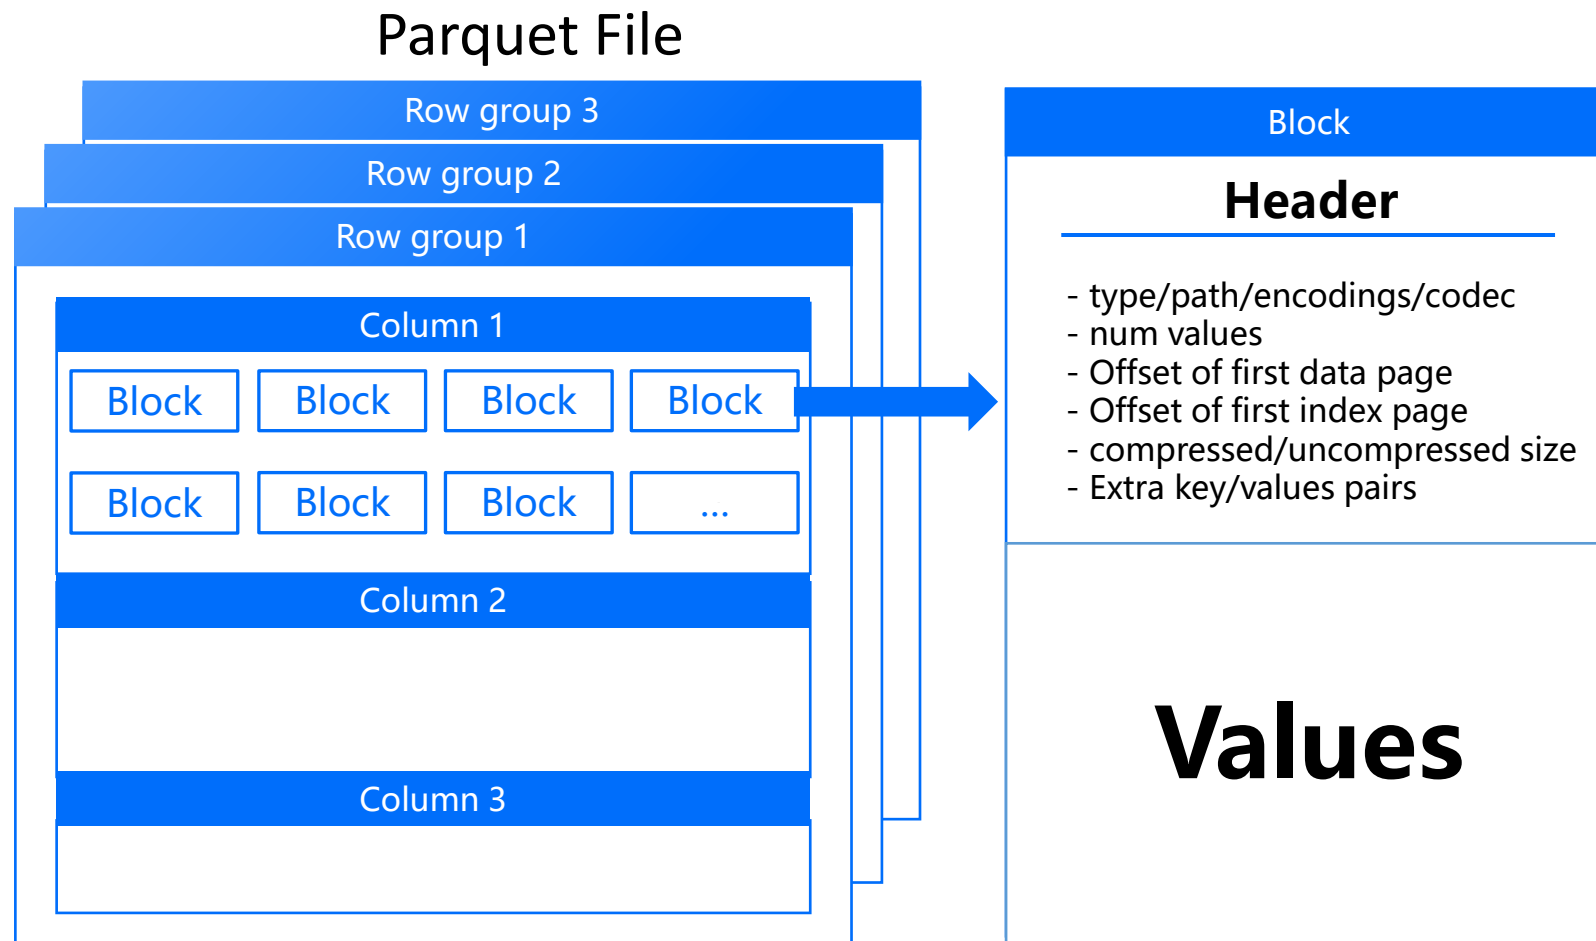 Parquet File
Row group 3
Row group 2
Row group 1
Column 1
Block Block Block Block
Block Block Block ...
Column 2
Column 3
Block
Header
- type/path/encodings/codec
- num values
- Offset of first data page
- Offset of first index page
- compressed/uncompressed size
- Extra key/values pairs
Values